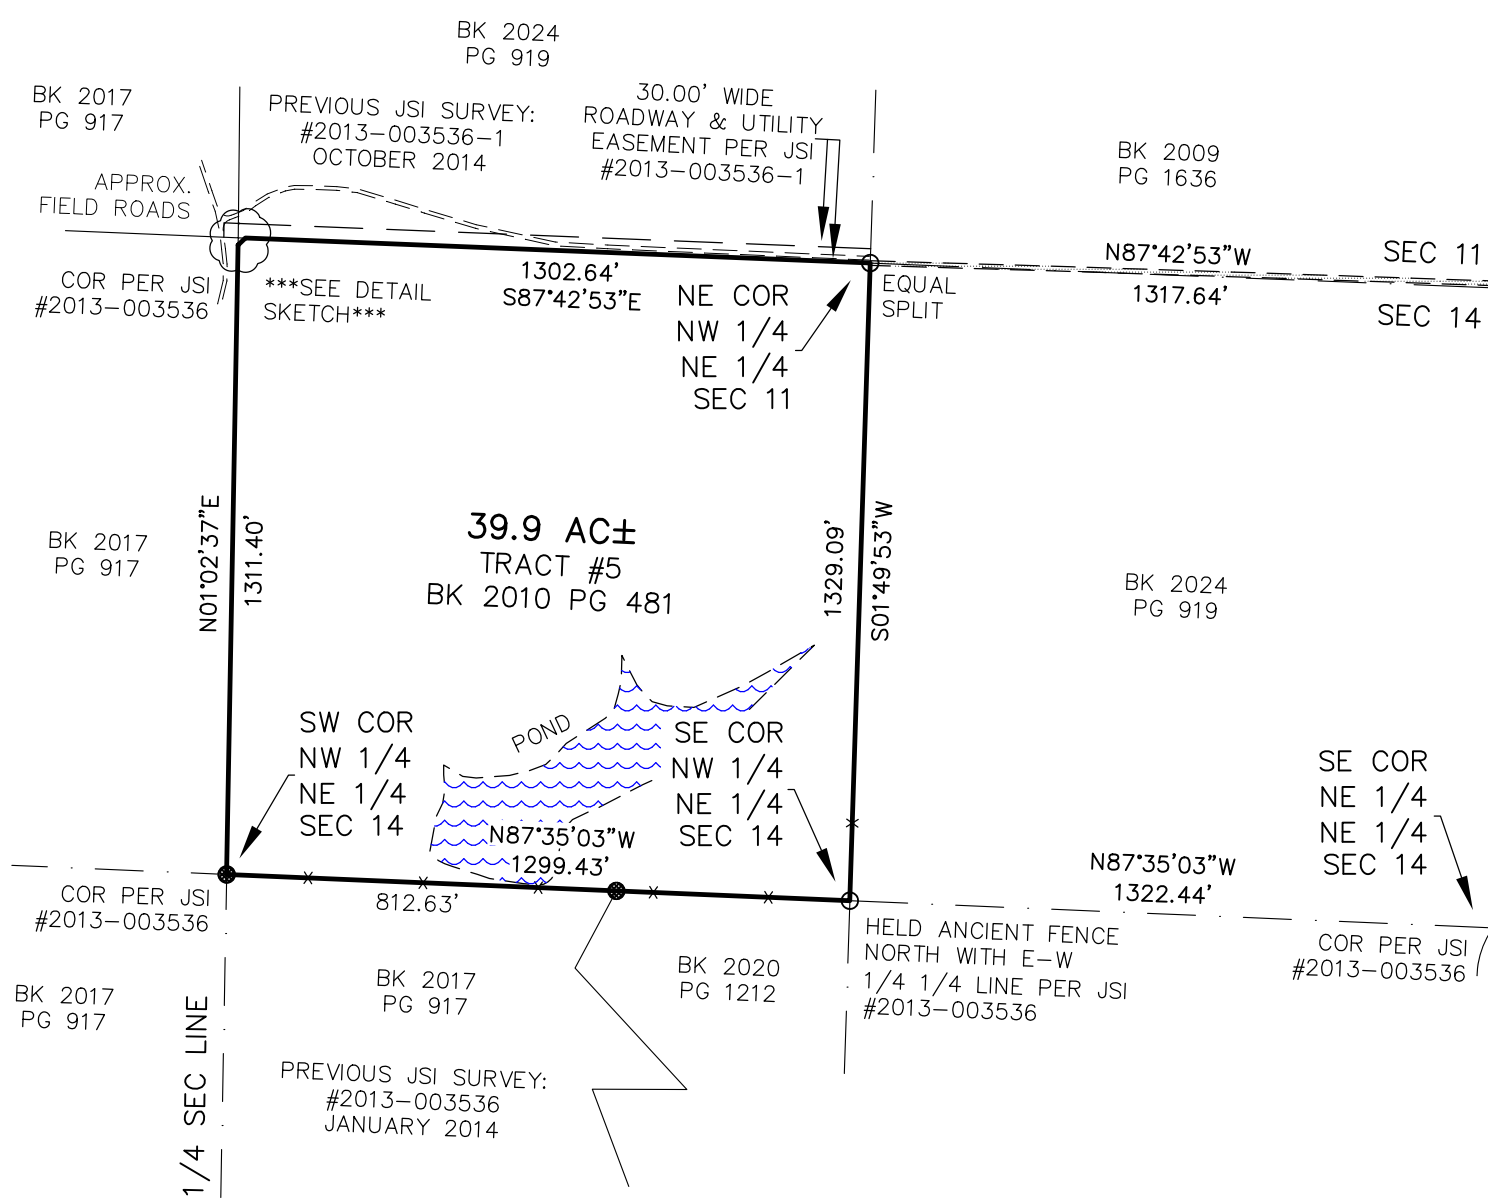 BK 2024
PG 919
BK 2017
PG 917
PREVIOUS JSI SURVEY:
#2013-003536-1
OCTOBER 2014
30.00' WIDE
ROADWAY & UTILITY
EASEMENT PER JSI
#2013-003536-1
BK 2009
PG 1636
APPROX.
FIELD ROADS
COR PER JSI
#2013-003536
***SEE DETAIL
SKETCH***
1302.64'
S87°42'53"E
NE COR
NW 1/4
NE 1/4
SEC 11
EQUAL
SPLIT
N87°42'53"W
1317.64'
SEC 11
SEC 14
N01°02'37"E
1311.40'
BK 2017
PG 917
39.9 AC±
TRACT #5
BK 2010 PG 481
1329.09'
S01°49'53"W
BK 2024
PG 919
SW COR
NW 1/4
NE 1/4
SEC 14
POND
SE COR
NW 1/4
NE 1/4
SEC 14
N87°35'03"W
1299.43'
812.63'
N87°35'03"W
1322.44'
SE COR
NE 1/4
NE 1/4
SEC 14
COR PER JSI
#2013-003536
HELD ANCIENT FENCE
NORTH WITH E-W
1/4 1/4 LINE PER JSI
#2013-003536
COR PER JSI
#2013-003536
BK 2017
PG 917
1/4 SEC LINE
BK 2017
PG 917
BK 2020
PG 1212
PREVIOUS JSI SURVEY:
#2013-003536
JANUARY 2014